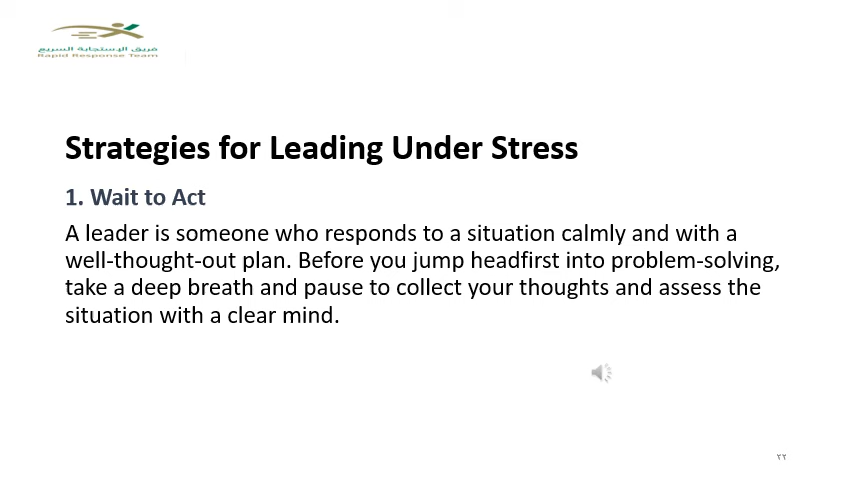 فريق الإستجابة السريع
Rapid Response Team
Strategies for Leading Under Stress
1. Wait to Act
A leader is someone who responds to a situation calmly and with a
well-thought-out plan. Before you jump headfirst into problem-solving,
take a deep breath and pause to collect your thoughts and assess the
situation with a clear mind.
٢٢